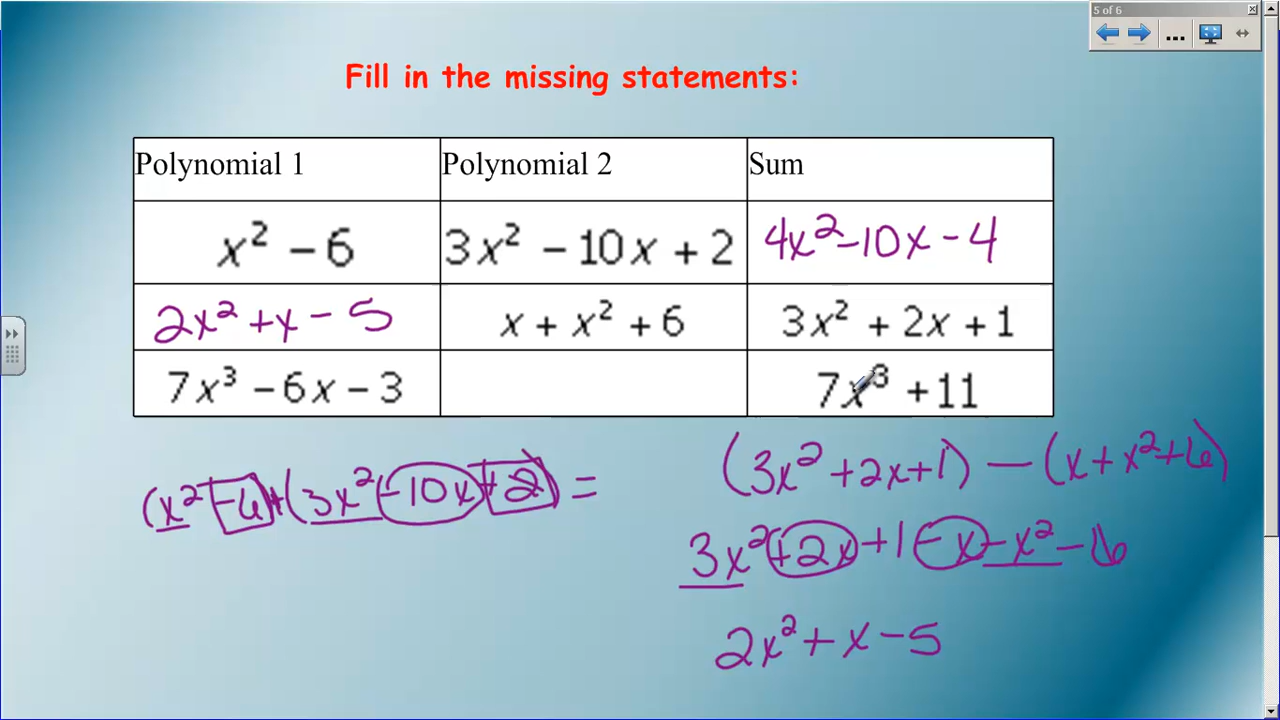 5 of 6
Fill in the missing statements:
Polynomial 1 Polynomial 2 Sum
x² − 6 3x² − 10x + 2 4x² − 10x − 4
2x² + x − 5 x + x² + 6 3x² + 2x + 1
7x³ − 6x − 3 7x³ + 11
(x² − 6) + (3x² − 10x + 2) =
(3x² + 2x + 1) − (x + x² + 6)
3x² + 2x + 1 − x − x² − 6
2x² + x − 5